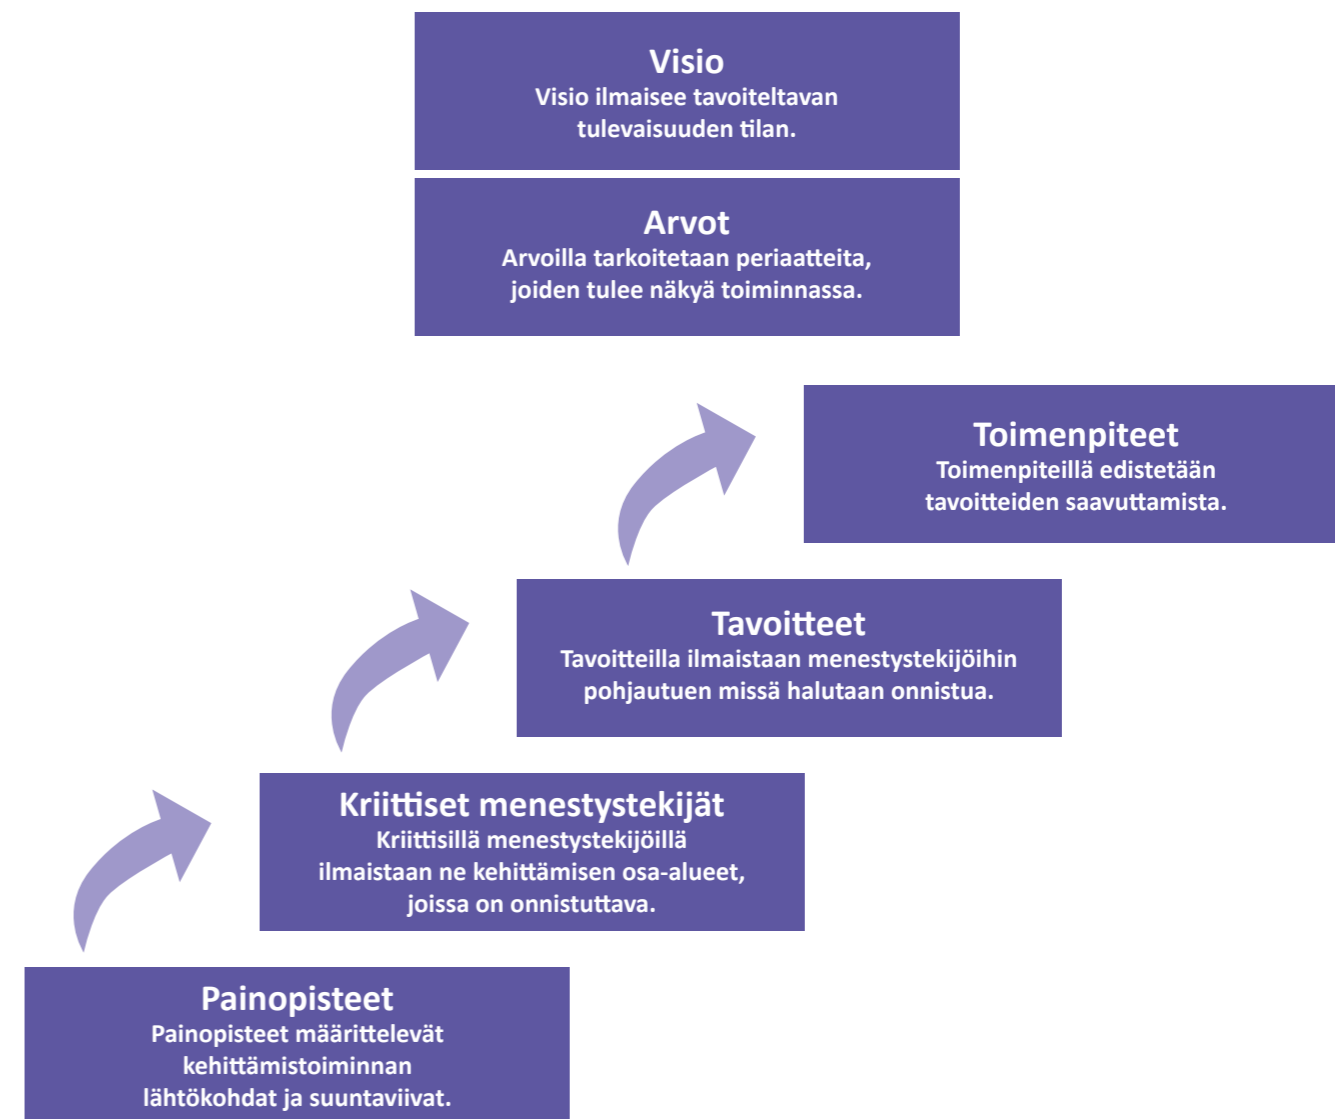 Visio
Visio ilmaisee tavoiteltavan
tulevaisuuden tilan.
Arvot
Arvoilla tarkoitetaan periaatteita,
joiden tulee näkyä toiminnassa.
Toimenpiteet
Toimenpiteillä edistetään
tavoitteiden saavuttamista.
Tavoitteet
Tavoitteilla ilmaistaan menestystekijöihin
pohjautuen missä halutaan onnistua.
Kriittiset menestystekijät
Kriittisillä menestystekijöillä
ilmaistaan ne kehittämisen osa-alueet,
joissa on onnistuttava.
Painopisteet
Painopisteet määrittelevät
kehittämistoiminnan
lähtökohdat ja suuntaviivat.